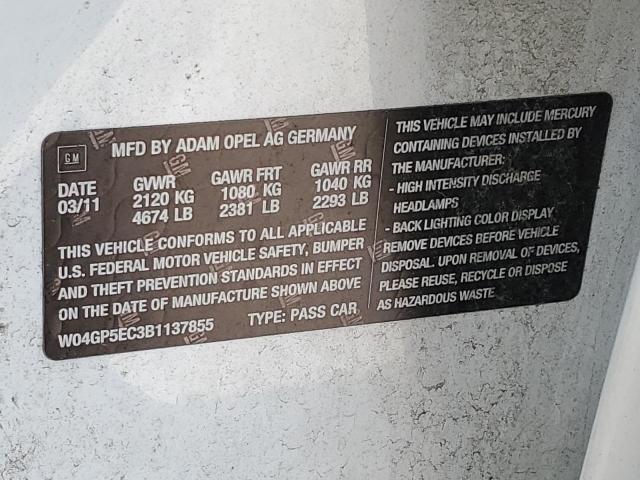 GM
MFD BY ADAM OPEL AG GERMANY
DATE GVWR GAWR FRT GAWR RR
03/11 2120 KG 1080 KG 1040 KG
4674 LB 2381 LB 2293 LB
THIS VEHICLE CONFORMS TO ALL APPLICABLE
U.S. FEDERAL MOTOR VEHICLE SAFETY, BUMPER
AND THEFT PREVENTION STANDARDS IN EFFECT
ON THE DATE OF MANUFACTURE SHOWN ABOVE
W04GP5EC3B1137855 TYPE: PASS CAR
THIS VEHICLE MAY INCLUDE MERCURY
CONTAINING DEVICES INSTALLED BY
THE MANUFACTURER:
- HIGH INTENSITY DISCHARGE
HEADLAMPS
- BACK LIGHTING COLOR DISPLAY
REMOVE DEVICES BEFORE VEHICLE
DISPOSAL. UPON REMOVAL OF DEVICES,
PLEASE REUSE, RECYCLE OR DISPOSE
AS HAZARDOUS WASTE